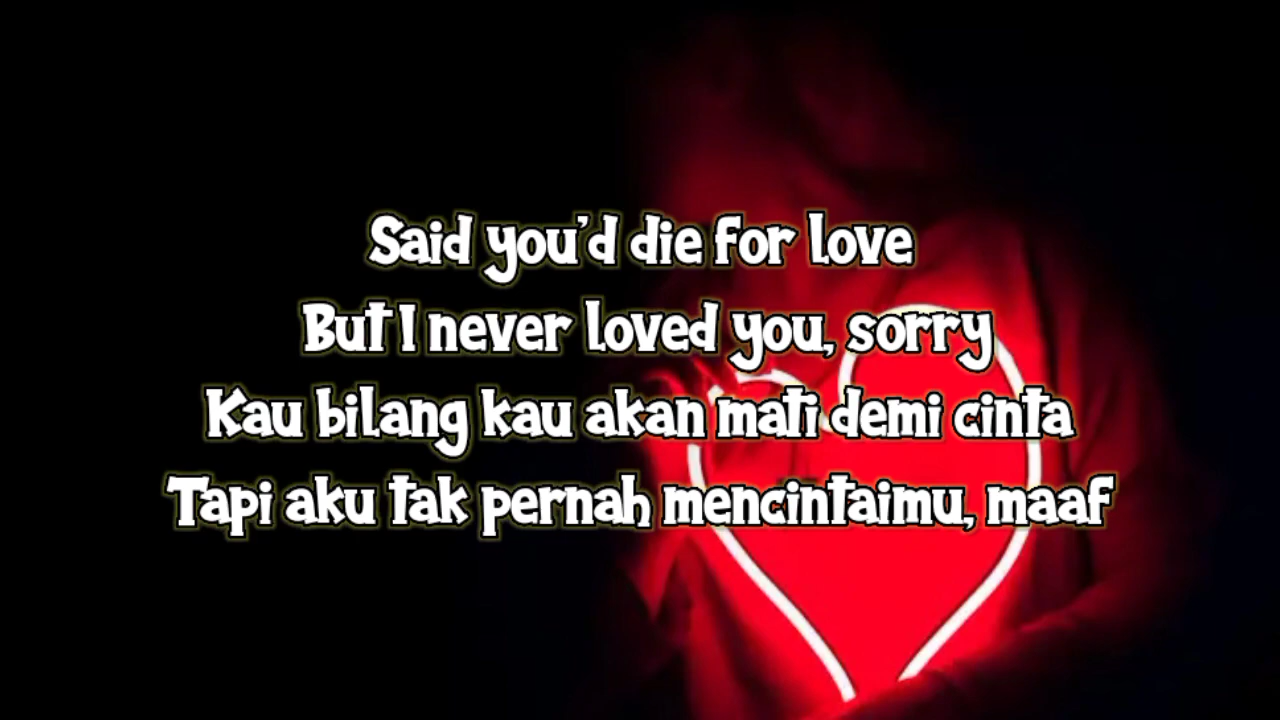 Said you'd die for love
But I never loved you, sorry
Kau bilang kau akan mati demi cinta
Tapi aku tak pernah mencintaimu, maaf